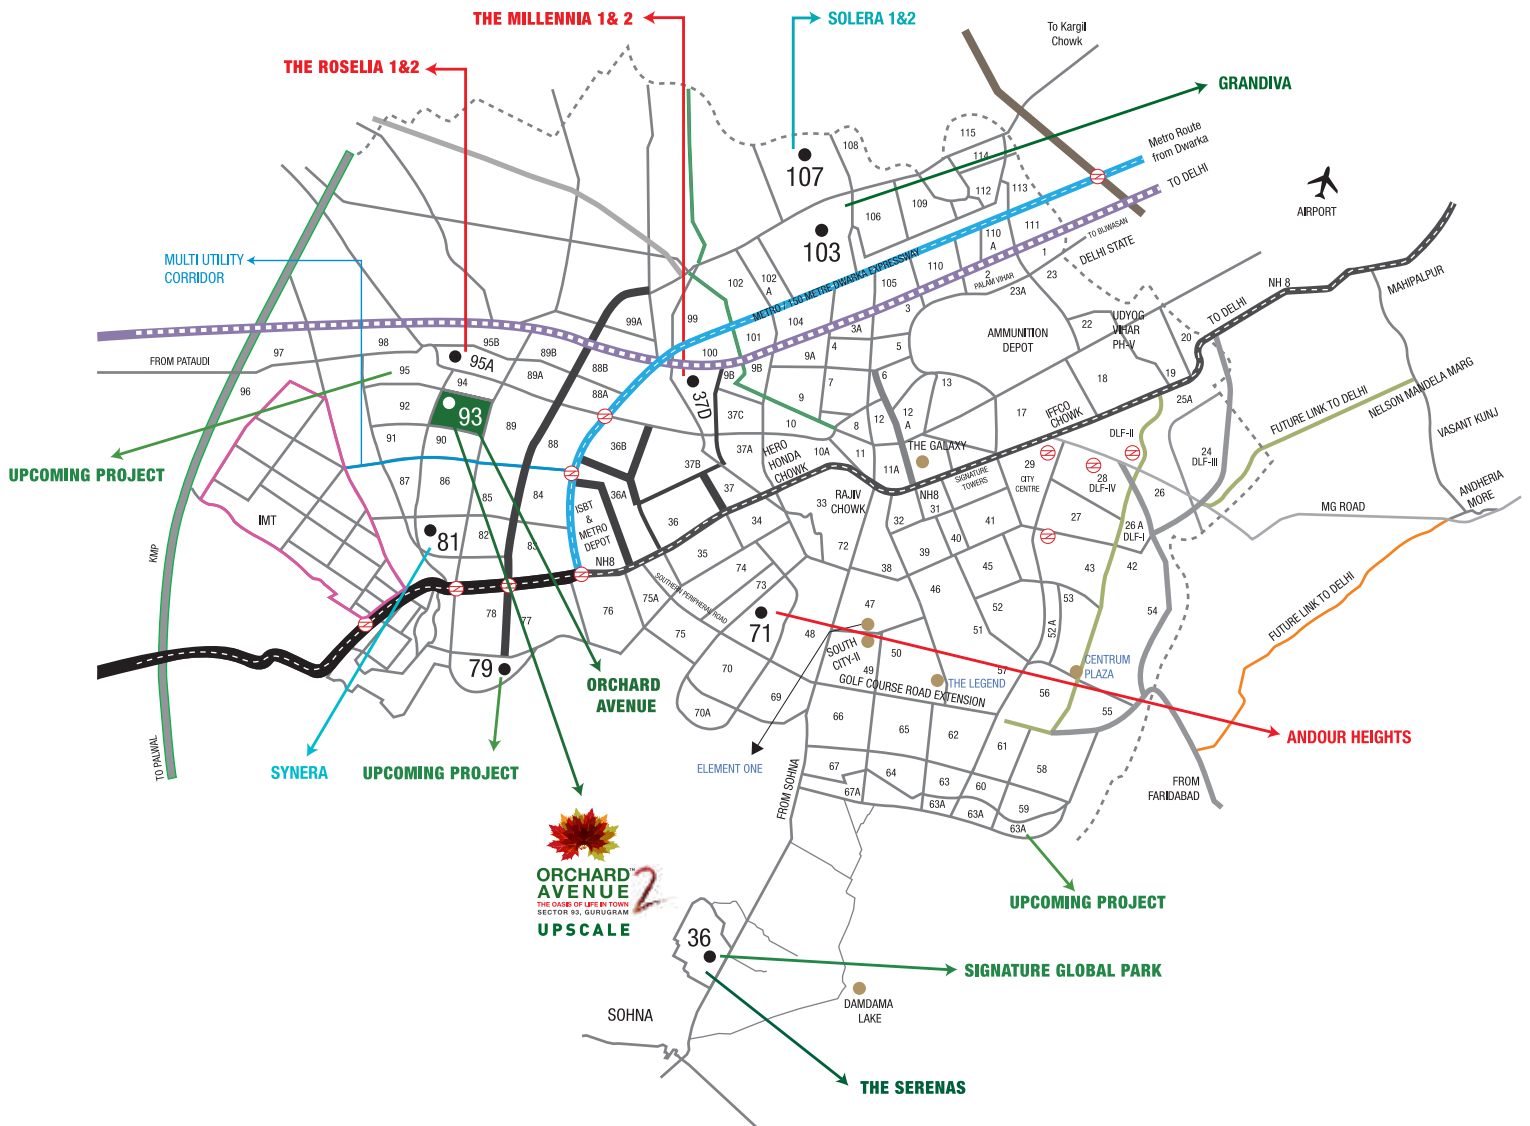 THE MILLENNIA 1& 2
SOLERA 1&2
To Kargil
Chowk
THE ROSELIA 1&2
GRANDIVA
115
108
114
Metro Route
from Dwarka
107
112
113
TO DELHI
109
106
AIRPORT
103
110
A
111
TO BIJWASAN
DELHI STATE
1
MULTI UTILITY
CORRIDOR
METRO / 150 METRE DWARKA EXPRESSWAY
110
2
PALAM VIHAR
23
23A
102
102
A
105
NH 8
MAHIPALPUR
3
TO DELHI
99A
99
104
3A
AMMUNITION
DEPOT
22
UDYOG
VIHAR
PH-V
20
98
95B
101
4
5
97
89B
100
9A
FROM PATAUDI
95A
88B
9B
9B
95
89A
6
13
19
18
96
94
88A
37D
7
NELSON MANDELA MARG
92
93
9
25A
FUTURE LINK TO DELHI
89
37C
10
8
12
12
A
17
IFFCO
CHOWK
VASANT KUNJ
91
90
88
36B
37A
HERO
HONDA
CHOWK
10A
11
THE GALAXY
DLF-II
24
DLF-III
UPCOMING PROJECT
37B
11A
SIGNATURE
TOWERS
29
CITY
CENTRE
28
DLF-IV
87
86
85
84
36A
37
33
RAJIV
CHOWK
NH8
31
26
ANDHERIA
MORE
MG ROAD
IMT
ISBT
&
METRO
DEPOT
36
34
32
41
27
26 A
DLF-I
81
82
83
72
39
40
KMP
NH8
35
74
38
45
43
42
73
SOUTHERN PERIPHERAL ROAD
46
FUTURE LINK TO DELHI
78
77
76
75A
71
47
52
53
54
75
48
51
52 A
SOUTH
CITY-II
50
79
70
49
57
CENTRUM
PLAZA
THE LEGEND
GOLF COURSE ROAD EXTENSION
ORCHARD
AVENUE
69
56
70A
66
55
65
62
ANDOUR HEIGHTS
TO PALWAL
61
SYNERA
UPCOMING PROJECT
ELEMENT ONE
67
64
58
FROM SOHNA
63
60
FROM
FARIDABAD
67A
63A
59
63A
63A
ORCHARD™
AVENUE 2
THE OASIS OF LIFE IN TOWN
SECTOR 93, GURUGRAM
UPSCALE
UPCOMING PROJECT
36
SIGNATURE GLOBAL PARK
DAMDAMA
LAKE
SOHNA
THE SERENAS